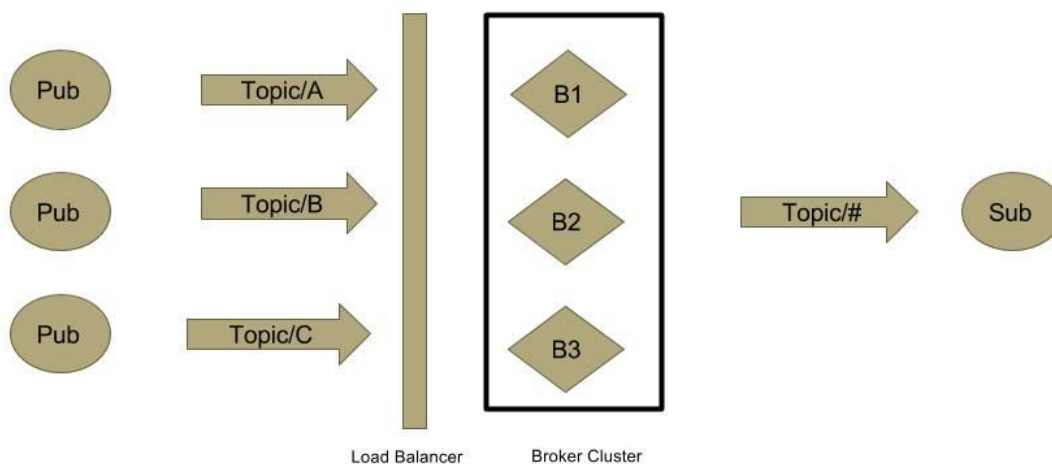 Pub
Topic/A
B1
Pub
Topic/B
B2
Topic/#
Sub
Pub
Topic/C
B3
Load Balancer
Broker Cluster